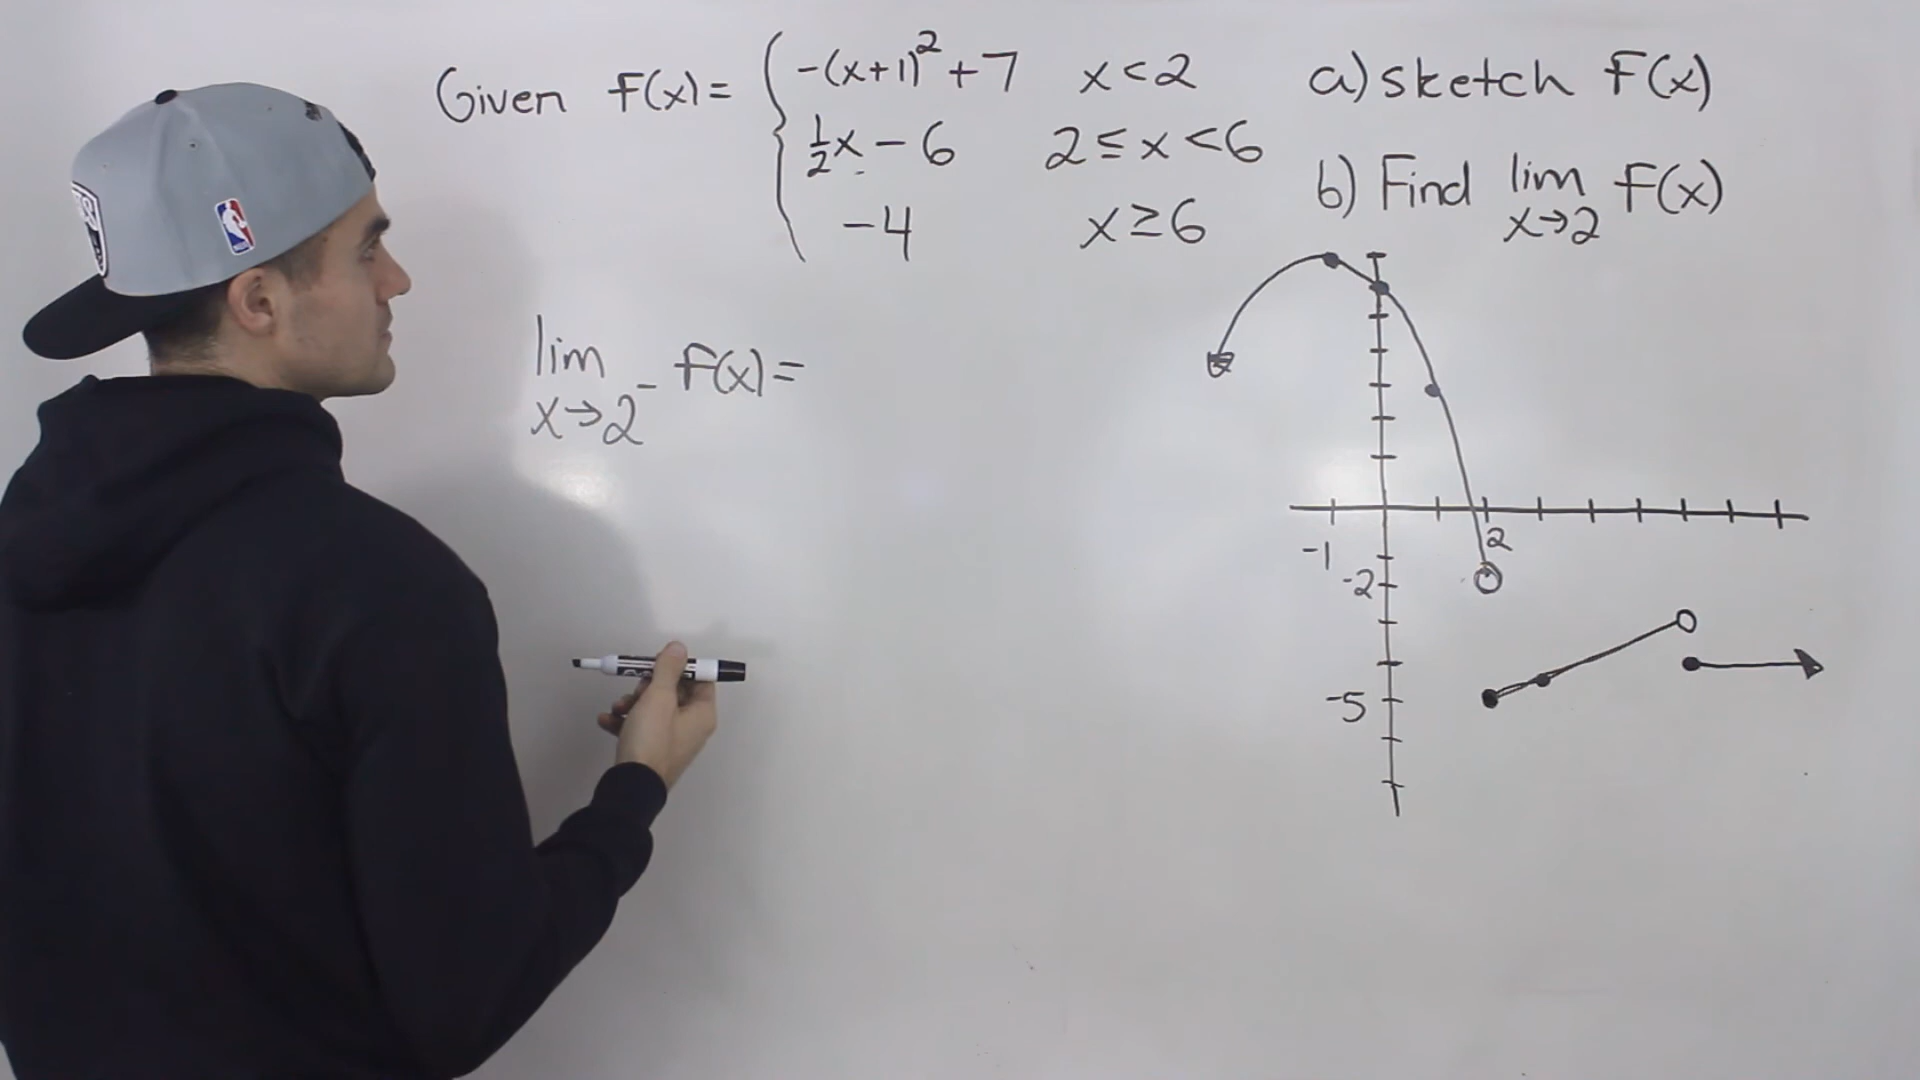 Given F(x) = { -(x+1)² + 7   x < 2
½x - 6   2 ≤ x < 6
-4   x ≥ 6
a) sketch F(x)
b) Find lim F(x)
x→2
lim F(x) =
x→2⁻
-1
2
-2
-5